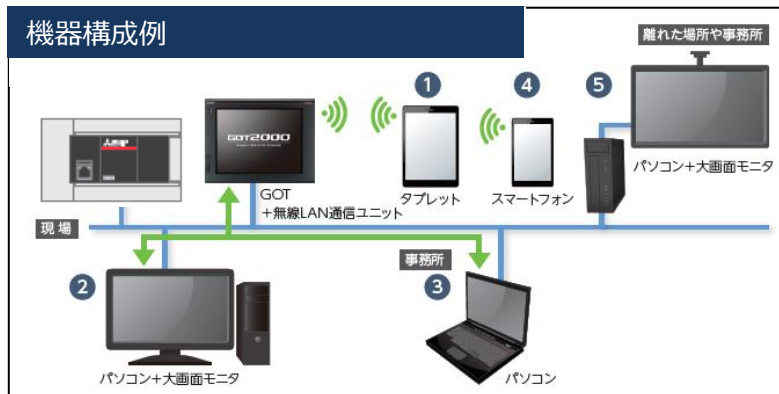 機器構成例
離れた場所や事務所
1
4
5
GOT2000
パソコン+大画面モニタ
GOT
+無線LAN通信ユニット
タブレット
スマートフォン
現場
事務所
2
3
パソコン+大画面モニタ
パソコン